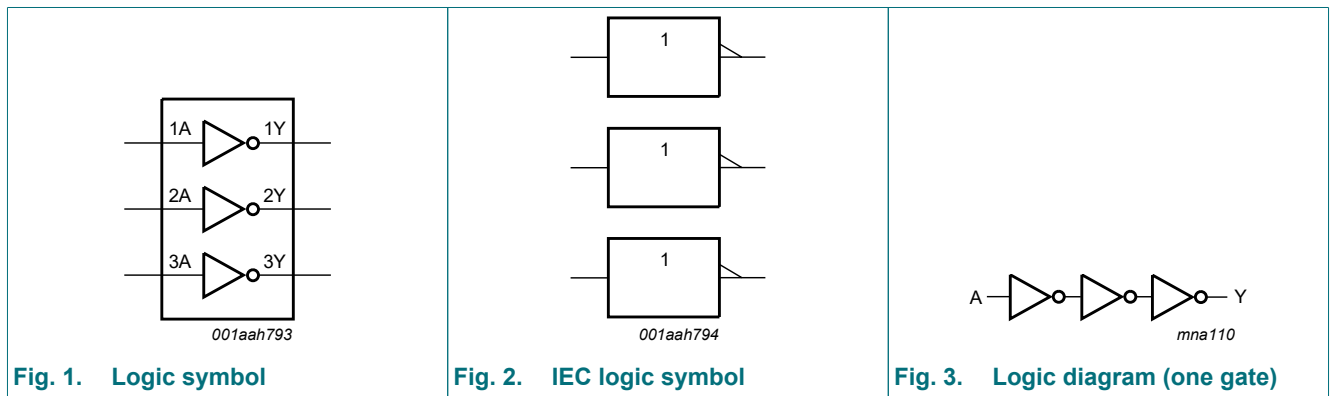 1A 1Y
2A 2Y
3A 3Y
001aah793
Fig. 1. Logic symbol
1
1
1
001aah794
Fig. 2. IEC logic symbol
A Y
mna110
Fig. 3. Logic diagram (one gate)